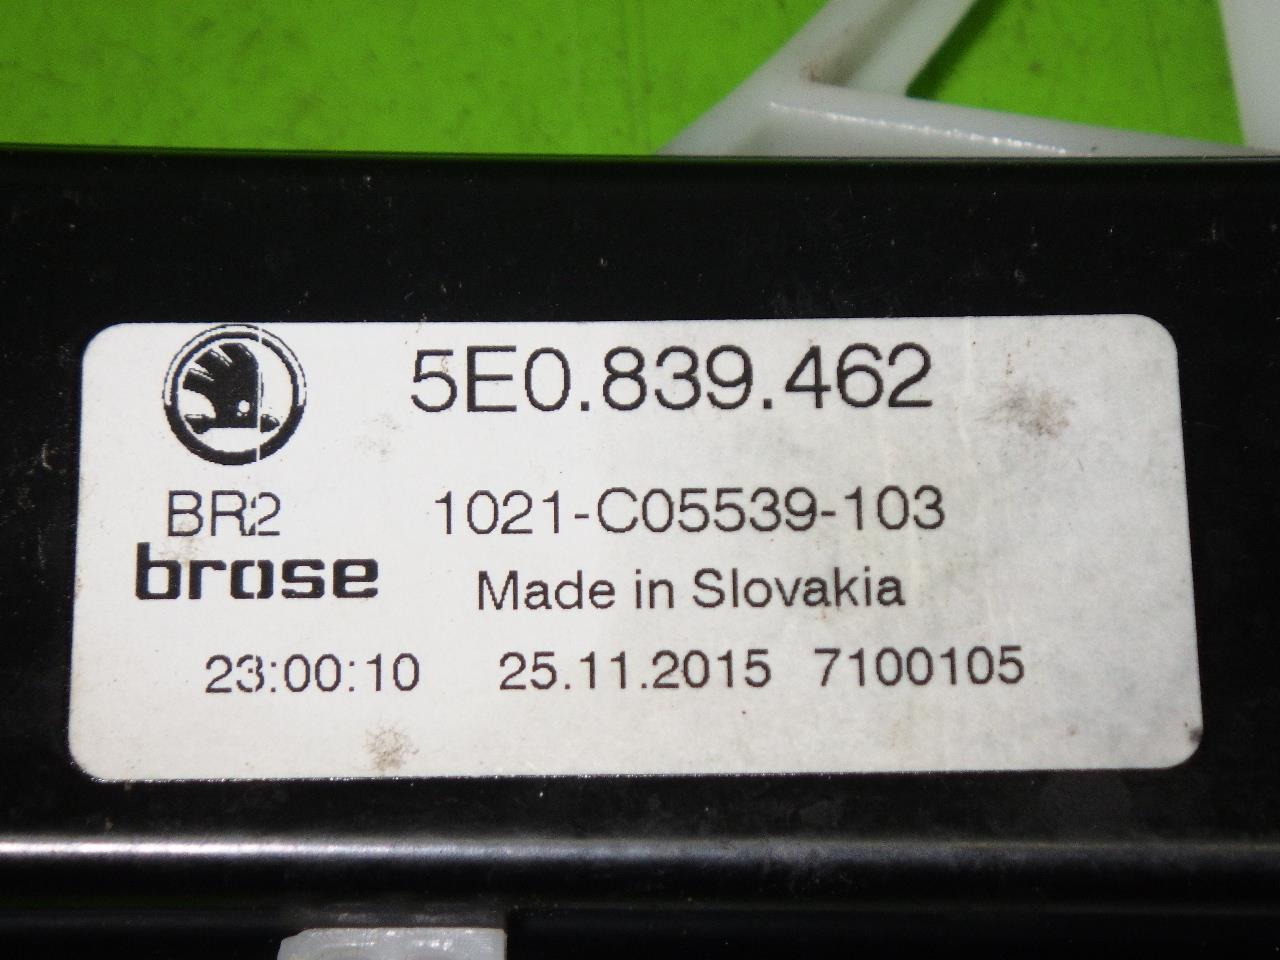 5E0.839.462
BR2 1021-C05539-103
brose Made in Slovakia
23:00:10 25.11.2015 7100105